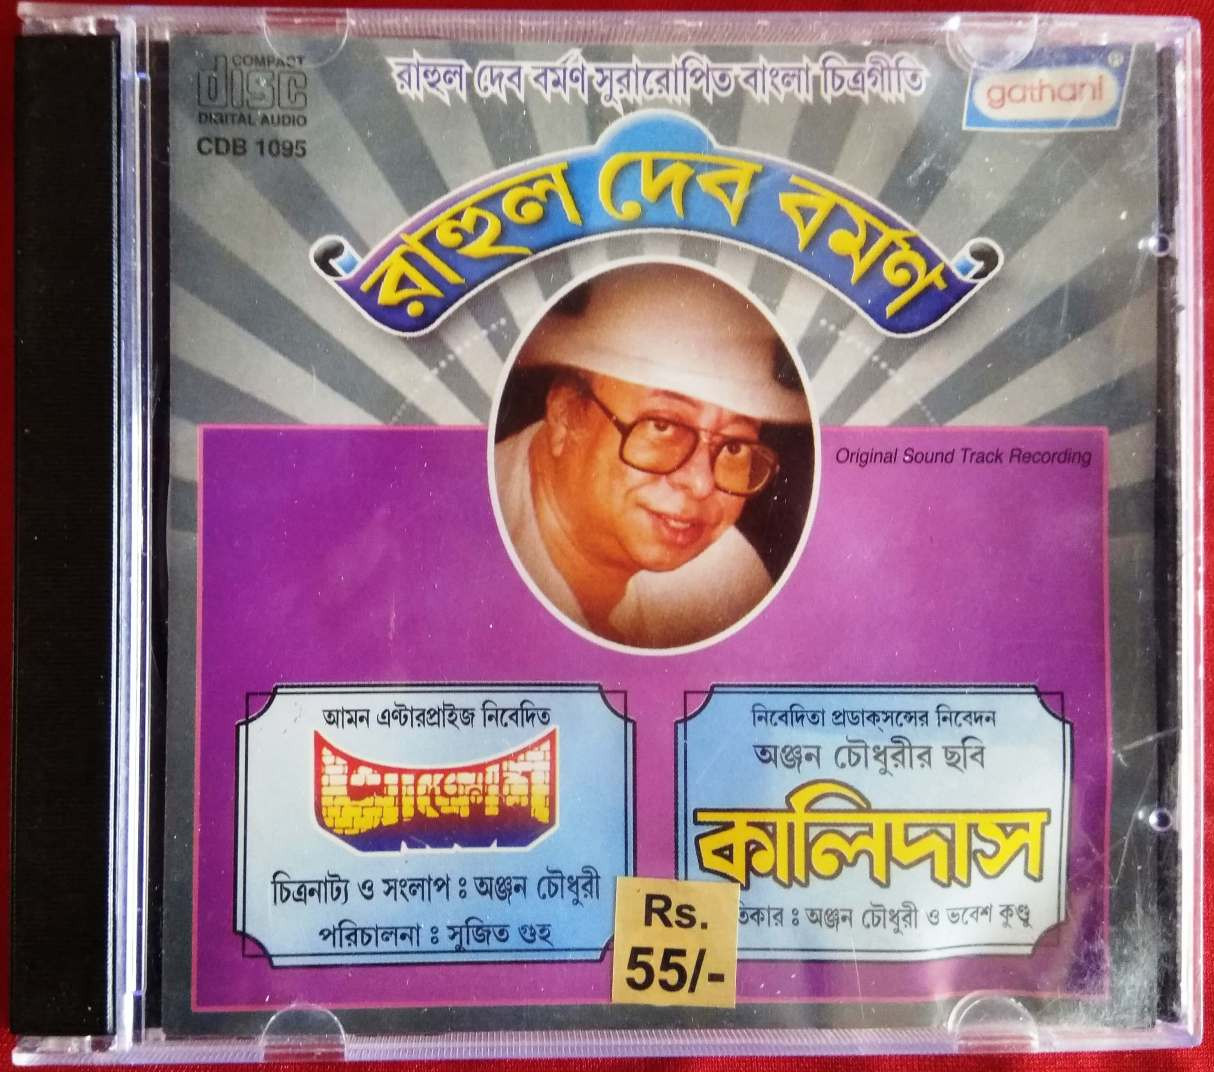 COMPACT
disc
DIGITAL AUDIO
CDB 1095
রাহুল দেব বর্মণ সুরারোপিত বাংলা চিত্রগীতি
gathani
রাহুল দেব বর্মণ
Original Sound Track Recording
আমন এন্টারপ্রাইজ নিবেদিত
চিত্রনাট্য ও সংলাপ : অঞ্জন চৌধুরী
পরিচালনা : সুজিত গুহ
নিবেদিতা প্রডাক্‌সন্সের নিবেদন
অঞ্জন চৌধুরীর ছবি
কালিদাস
তিকার : অঞ্জন চৌধুরী ও ভবেশ কুণ্ডু
Rs.
55/-